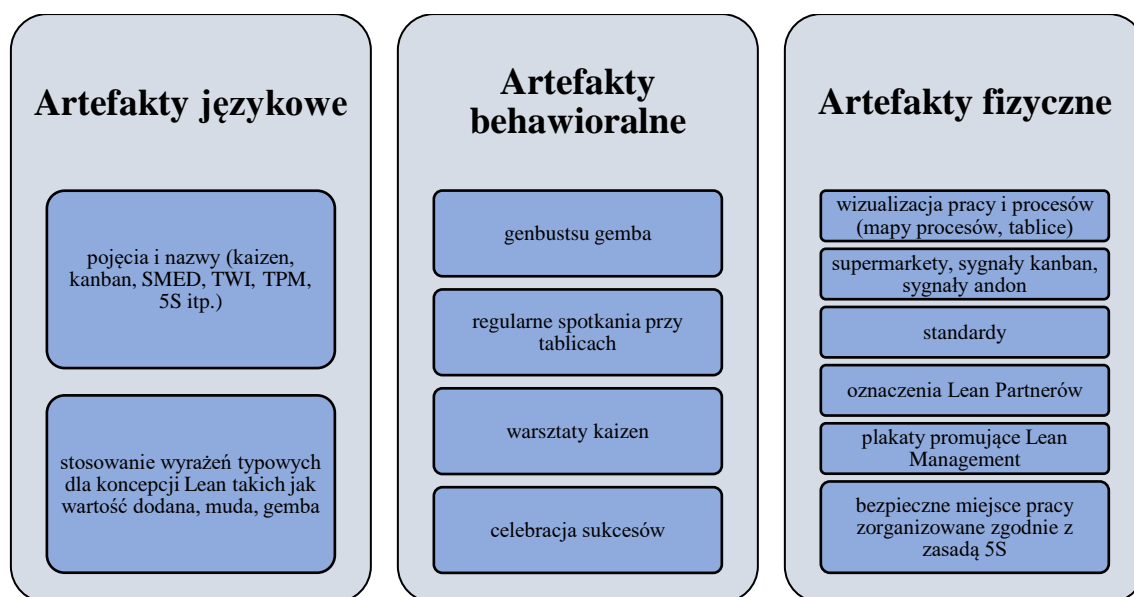 Artefakty językowe
pojęcia i nazwy (kaizen,
kanban, SMED, TWI, TPM,
5S itp.)
stosowanie wyrażeń typowych
dla koncepcji Lean takich jak
wartość dodana, muda, gemba
Artefakty
behawioralne
genbustsu gemba
regularne spotkania przy
tablicach
warsztaty kaizen
celebracja sukcesów
Artefakty fizyczne
wizualizacja pracy i procesów
(mapy procesów, tablice)
supermarkety, sygnały kanban,
sygnały andon
standardy
oznaczenia Lean Partnerów
plakaty promujące Lean
Management
bezpieczne miejsce pracy
zorganizowane zgodnie z
zasadą 5S